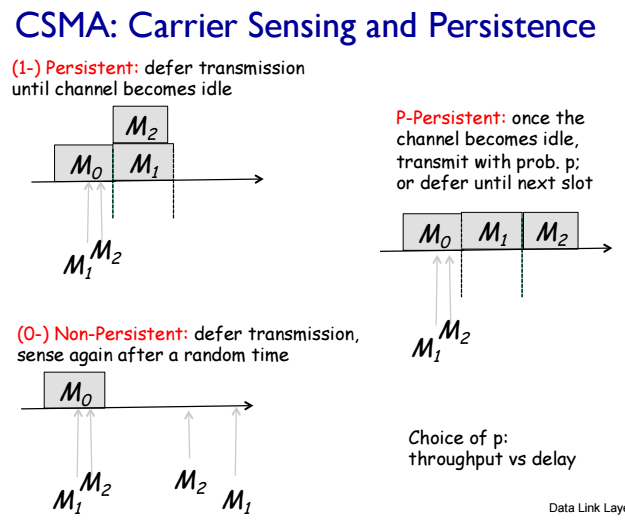 CSMA: Carrier Sensing and Persistence
(1-) Persistent: defer transmission
until channel becomes idle
M2
M0 M1
M1 M2
P-Persistent: once the
channel becomes idle,
transmit with prob. p;
or defer until next slot
M0 M1 M2
M1 M2
(0-) Non-Persistent: defer transmission,
sense again after a random time
M0
M1 M2 M2 M1
Choice of p:
throughput vs delay
Data Link Laye